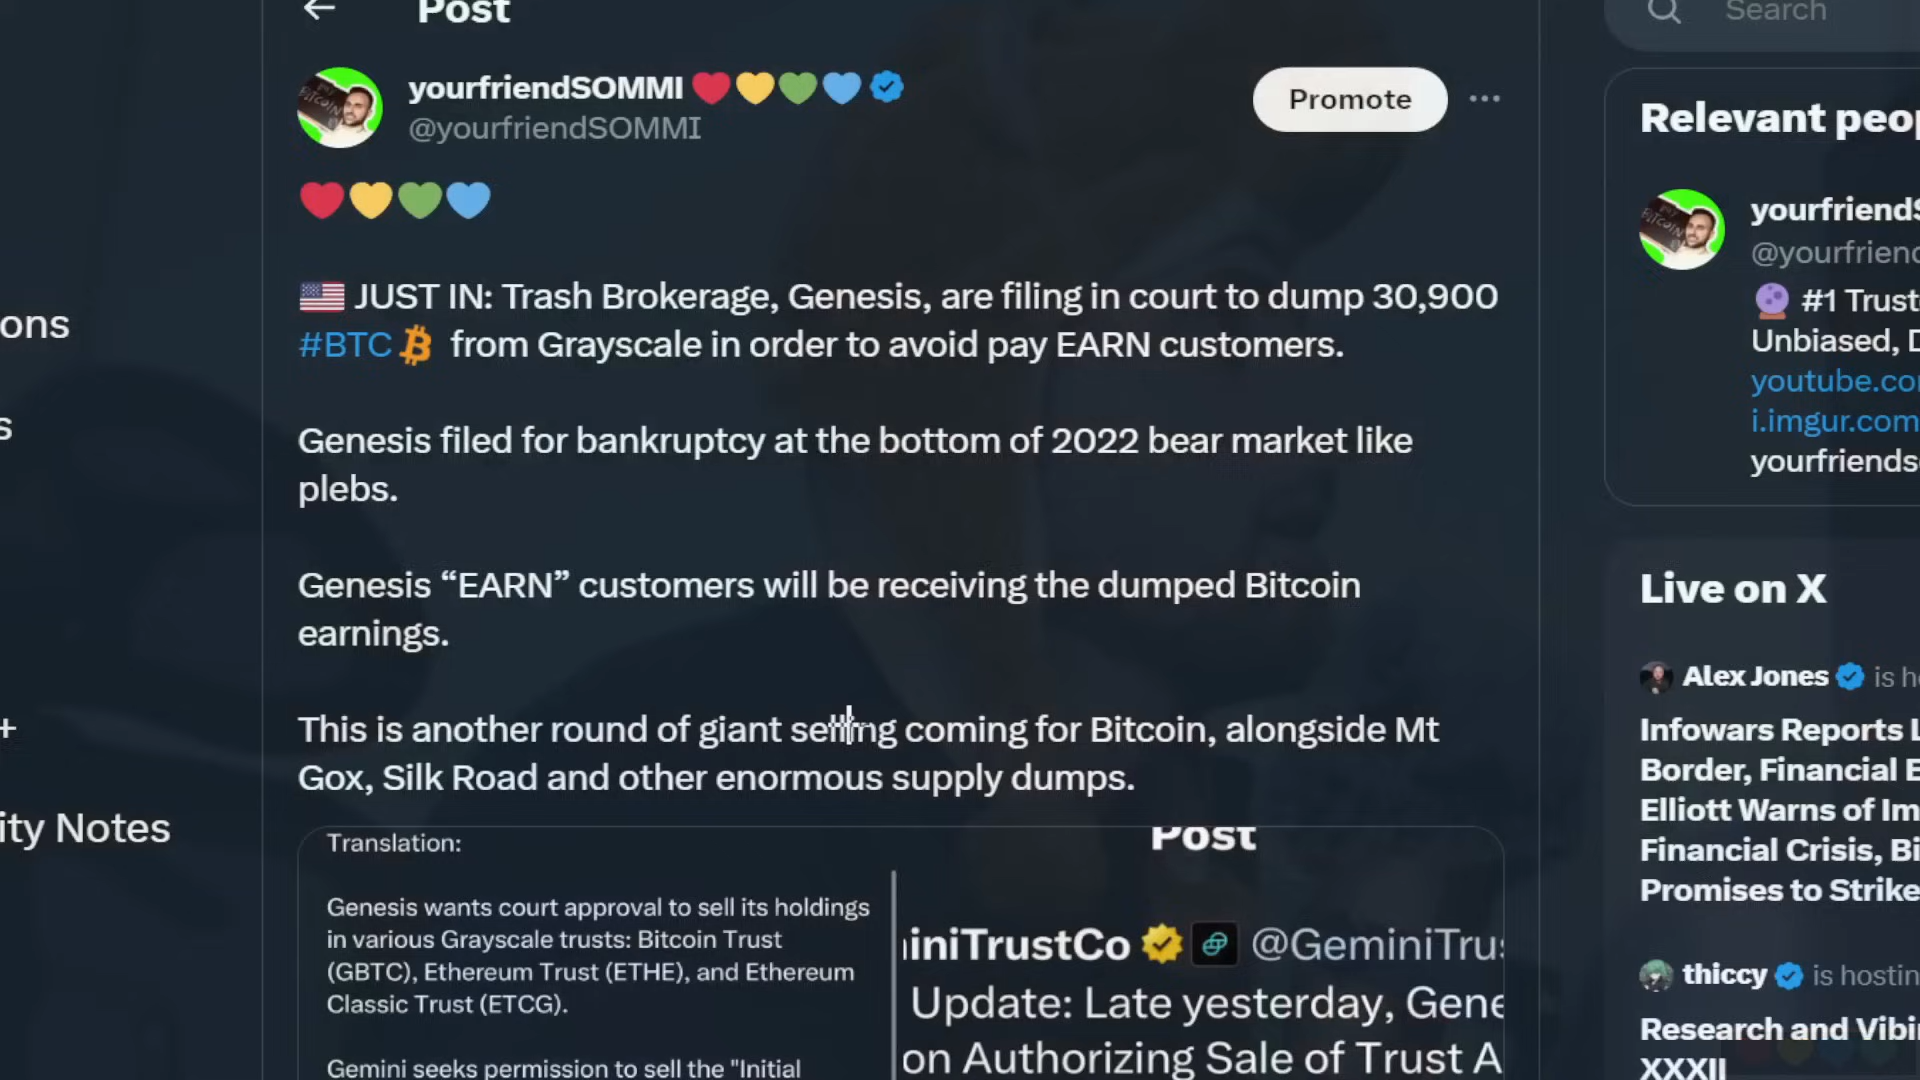 Post
Search
yourfriendSOMMI
@yourfriendSOMMI
Promote
JUST IN: Trash Brokerage, Genesis, are filing in court to dump 30,900
#BTC from Grayscale in order to avoid pay EARN customers.
Genesis filed for bankruptcy at the bottom of 2022 bear market like
plebs.
Genesis “EARN” customers will be receiving the dumped Bitcoin
earnings.
This is another round of giant selling coming for Bitcoin, alongside Mt
Gox, Silk Road and other enormous supply dumps.
Translation:
Genesis wants court approval to sell its holdings
in various Grayscale trusts: Bitcoin Trust
(GBTC), Ethereum Trust (ETHE), and Ethereum
Classic Trust (ETCG).
Gemini seeks permission to sell the "Initial
Post
iniTrustCo @GeminiTrus
Update: Late yesterday, Gene
on Authorizing Sale of Trust A
ons
s
+
ity Notes
Relevant peop
yourfriendS
@yourfriend
#1 Trust
Unbiased, D
youtube.co
i.imgur.com
yourfriends
Live on X
Alex Jones is h
Infowars Reports L
Border, Financial E
Elliott Warns of Im
Financial Crisis, Bi
Promises to Strike
thiccy is hostin
Research and Vibi
XXXII